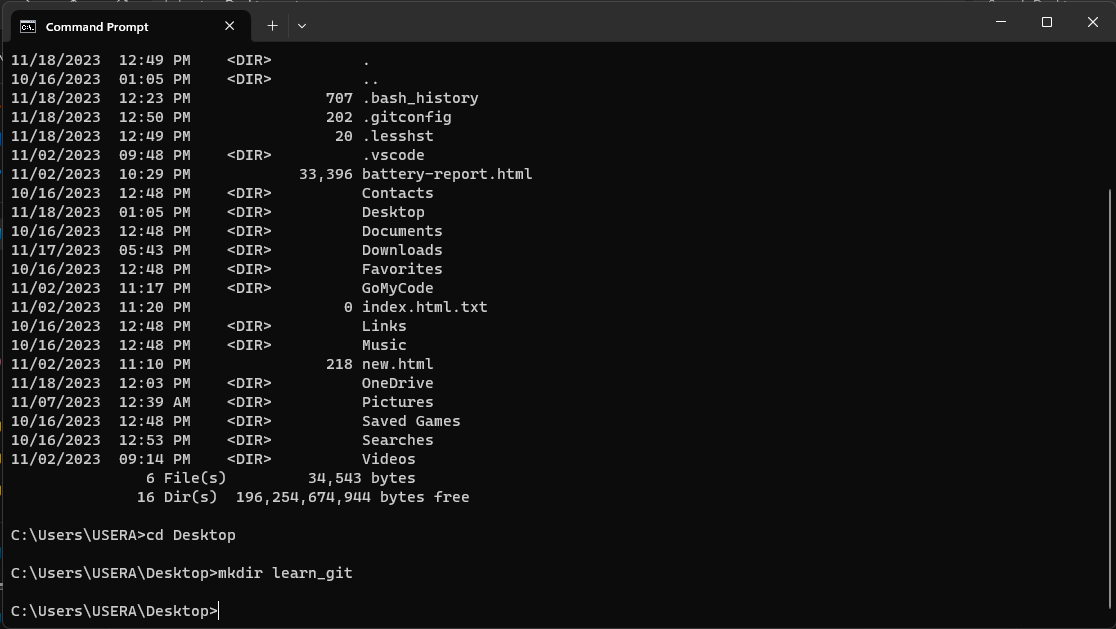 Command Prompt
11/18/2023  12:49 PM    <DIR>          .
10/16/2023  01:05 PM    <DIR>          ..
11/18/2023  12:23 PM               707 .bash_history
11/18/2023  12:50 PM               202 .gitconfig
11/18/2023  12:49 PM                20 .lesshst
11/02/2023  09:48 PM    <DIR>          .vscode
11/02/2023  10:29 PM            33,396 battery-report.html
10/16/2023  12:48 PM    <DIR>          Contacts
11/18/2023  01:05 PM    <DIR>          Desktop
10/16/2023  12:48 PM    <DIR>          Documents
11/17/2023  05:43 PM    <DIR>          Downloads
10/16/2023  12:48 PM    <DIR>          Favorites
11/02/2023  11:17 PM    <DIR>          GoMyCode
11/02/2023  11:20 PM                 0 index.html.txt
10/16/2023  12:48 PM    <DIR>          Links
10/16/2023  12:48 PM    <DIR>          Music
11/02/2023  11:10 PM               218 new.html
11/18/2023  12:03 PM    <DIR>          OneDrive
11/07/2023  12:39 AM    <DIR>          Pictures
10/16/2023  12:48 PM    <DIR>          Saved Games
10/16/2023  12:53 PM    <DIR>          Searches
11/02/2023  09:14 PM    <DIR>          Videos
6 File(s)         34,543 bytes
16 Dir(s)  196,254,674,944 bytes free
C:\Users\USERA>cd Desktop
C:\Users\USERA\Desktop>mkdir learn_git
C:\Users\USERA\Desktop>